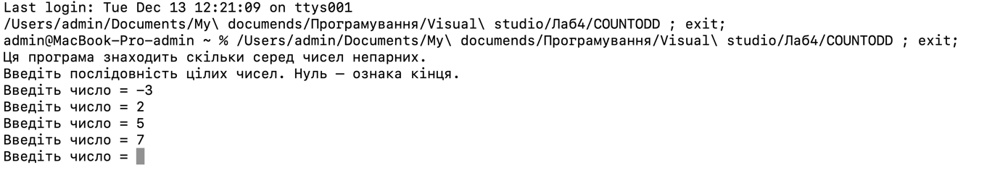 Last login: Tue Dec 13 12:21:09 on ttys001
/Users/admin/Documents/My\ documends/Програмування/Visual\ studio/Лаб4/COUNTODD ; exit;
admin@MacBook-Pro-admin ~ % /Users/admin/Documents/My\ documends/Програмування/Visual\ studio/Лаб4/COUNTODD ; exit;
Ця програма знаходить скільки серед чисел непарних.
Введіть послідовність цілих чисел. Нуль – ознака кінця.
Введіть число = -3
Введіть число = 2
Введіть число = 5
Введіть число = 7
Введіть число =